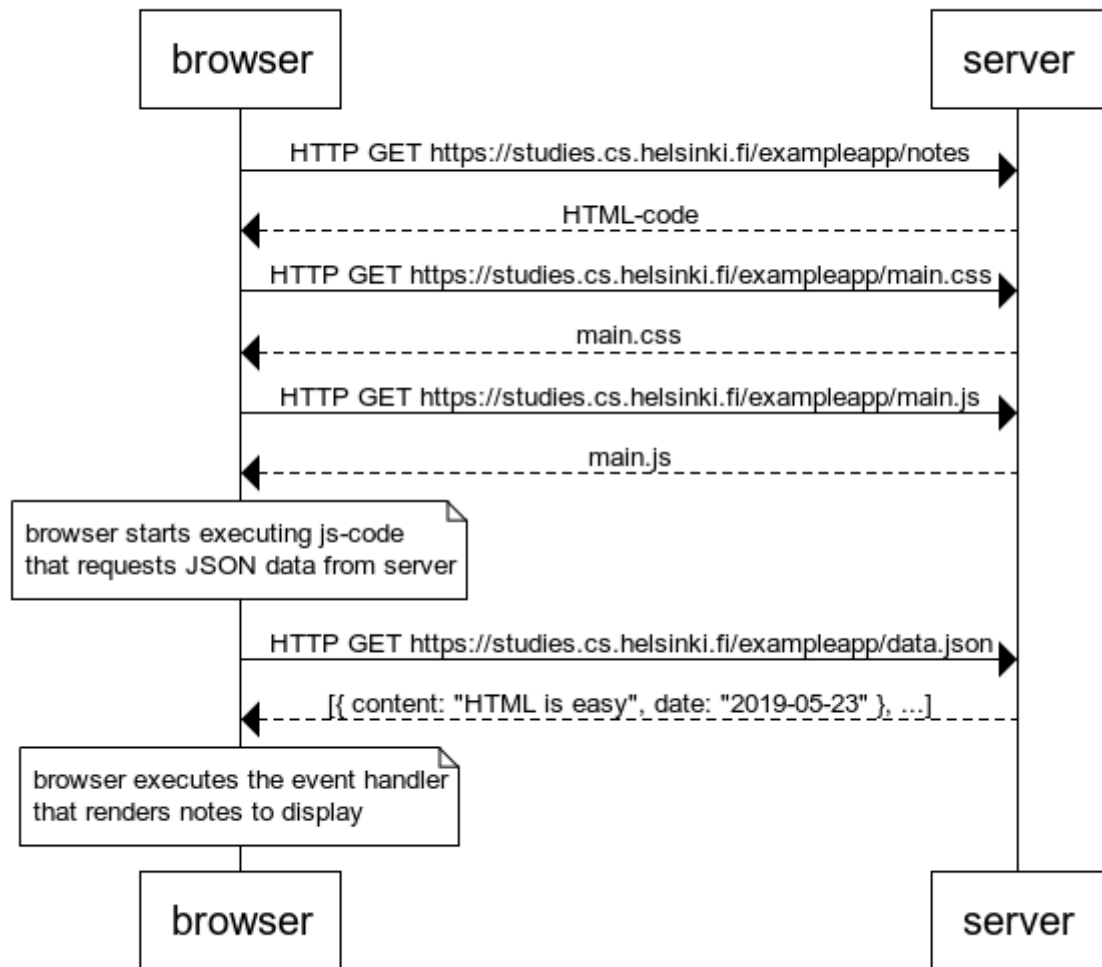 browser
server
HTTP GET https://studies.cs.helsinki.fi/exampleapp/notes
HTML-code
HTTP GET https://studies.cs.helsinki.fi/exampleapp/main.css
main.css
HTTP GET https://studies.cs.helsinki.fi/exampleapp/main.js
main.js
browser starts executing js-code
that requests JSON data from server
HTTP GET https://studies.cs.helsinki.fi/exampleapp/data.json
[{ content: "HTML is easy", date: "2019-05-23" }, ...]
browser executes the event handler
that renders notes to display
browser
server